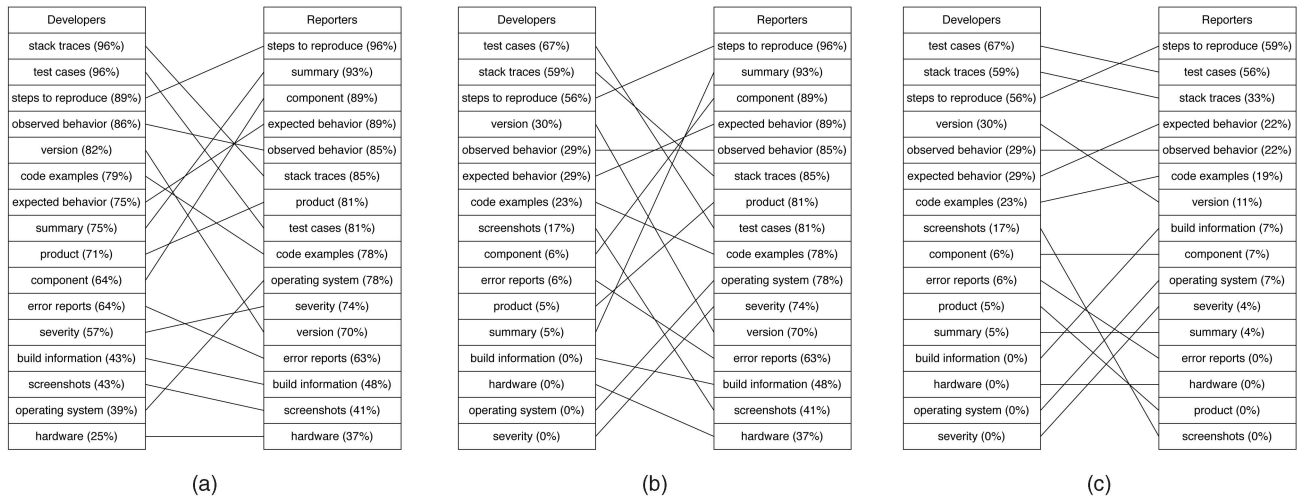 Developers
stack traces (96%)
test cases (96%)
steps to reproduce (89%)
observed behavior (86%)
version (82%)
code examples (79%)
expected behavior (75%)
summary (75%)
product (71%)
component (64%)
error reports (64%)
severity (57%)
build information (43%)
screenshots (43%)
operating system (39%)
hardware (25%)
Reporters
steps to reproduce (96%)
summary (93%)
component (89%)
expected behavior (89%)
observed behavior (85%)
stack traces (85%)
product (81%)
test cases (81%)
code examples (78%)
operating system (78%)
severity (74%)
version (70%)
error reports (63%)
build information (48%)
screenshots (41%)
hardware (37%)
(a)
Developers
test cases (67%)
stack traces (59%)
steps to reproduce (56%)
version (30%)
observed behavior (29%)
expected behavior (29%)
code examples (23%)
screenshots (17%)
component (6%)
error reports (6%)
product (5%)
summary (5%)
build information (0%)
hardware (0%)
operating system (0%)
severity (0%)
Reporters
steps to reproduce (96%)
summary (93%)
component (89%)
expected behavior (89%)
observed behavior (85%)
stack traces (85%)
product (81%)
test cases (81%)
code examples (78%)
operating system (78%)
severity (74%)
version (70%)
error reports (63%)
build information (48%)
screenshots (41%)
hardware (37%)
(b)
Developers
test cases (67%)
stack traces (59%)
steps to reproduce (56%)
version (30%)
observed behavior (29%)
expected behavior (29%)
code examples (23%)
screenshots (17%)
component (6%)
error reports (6%)
product (5%)
summary (5%)
build information (0%)
hardware (0%)
operating system (0%)
severity (0%)
Reporters
steps to reproduce (59%)
test cases (56%)
stack traces (33%)
expected behavior (22%)
observed behavior (22%)
code examples (19%)
version (11%)
build information (7%)
component (7%)
operating system (7%)
severity (4%)
summary (4%)
error reports (0%)
hardware (0%)
product (0%)
screenshots (0%)
(c)